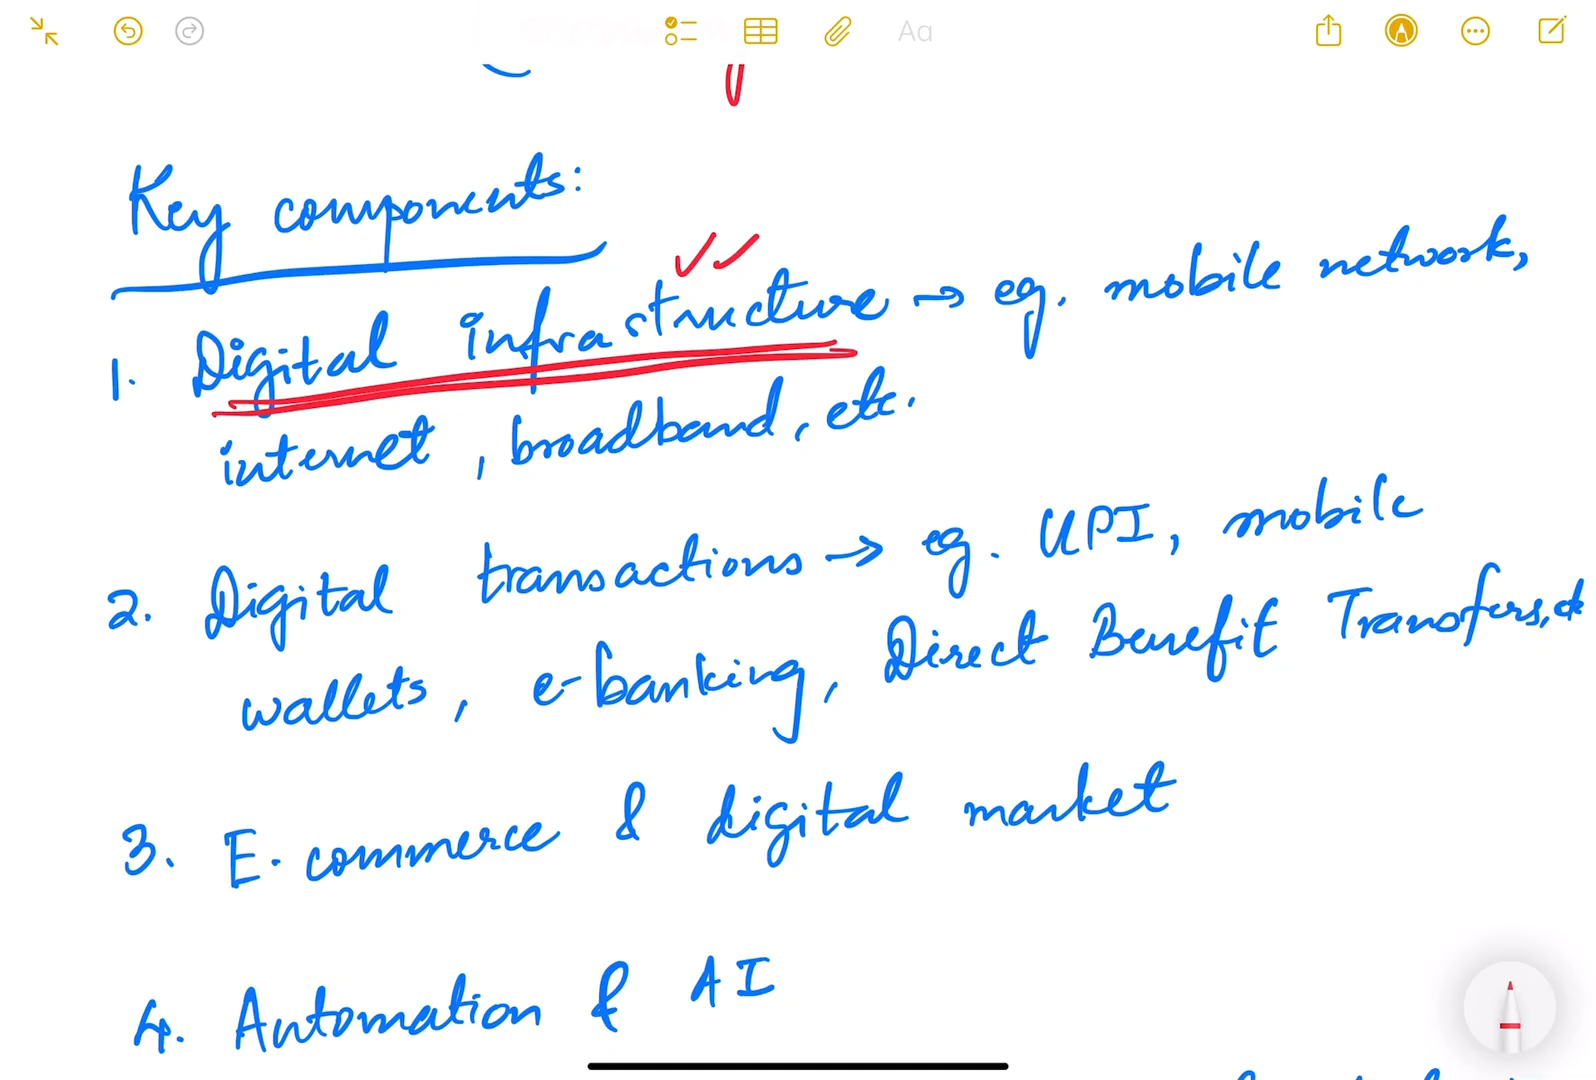 Aa
Key components:
1. Digital infrastructure → eg. mobile network,
internet, broadband, etc.
2. Digital transactions → eg. UPI, mobile
wallets, e-banking, Direct Benefit Transfers,
3. E-commerce & digital market
4. Automation & AI